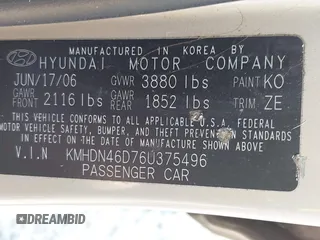 MANUFACTURED IN KOREA BY
HYUNDAI MOTOR COMPANY
JUN/17/06 GVWR 3880 lbs PAINT KO
GAWR FRONT 2116 lbs GAWR REAR 1852 lbs TRIM ZE
THIS VEHICLE CONFORMS TO ALL APPLICABLE U.S. FEDERAL
MOTOR VEHICLE SAFETY, BUMPER, AND THEFT PREVENTION STANDARDS
IN EFFECT ON THE DATE OF MANUFACTURE SHOWN ABOVE.
V.I.N KMHDN46D76U375496
PASSENGER CAR
DREAMBID